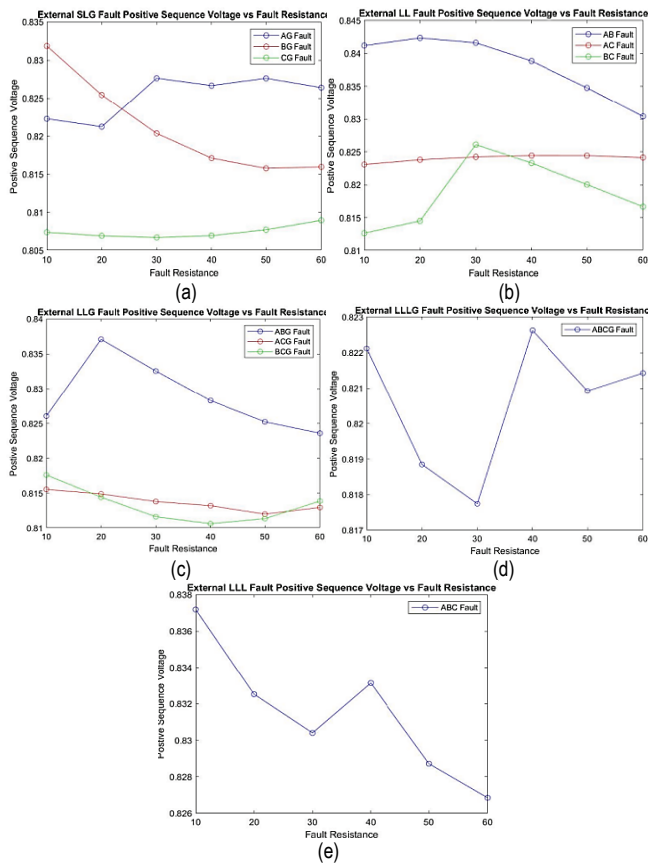 External SLG Fault Positive Sequence Voltage vs Fault Resistance
0.835
0.83
0.825
0.82
0.815
0.81
0.805
Postive Sequence Voltage
AG Fault
BG Fault
CG Fault
10 20 30 40 50 60
Fault Resistance
(a)
External LL Fault Positive Sequence Voltage vs Fault Resistance
0.845
0.84
0.835
0.83
0.825
0.82
0.815
0.81
Postive Sequence Voltage
AB Fault
AC Fault
BC Fault
10 20 30 40 50 60
Fault Resistance
(b)
External LLG Fault Positive Sequence Voltage vs Fault Resistance
0.84
0.835
0.83
0.825
0.82
0.815
0.81
Postive Sequence Voltage
ABG Fault
ACG Fault
BCG Fault
10 20 30 40 50 60
Fault Resistance
(c)
External LLLG Fault Positive Sequence Voltage vs Fault Resistance
0.823
0.822
0.821
0.82
0.819
0.818
0.817
Postive Sequence Voltage
ABCG Fault
10 20 30 40 50 60
Fault Resistance
(d)
External LLL Fault Positive Sequence Voltage vs Fault Resistance
0.838
0.836
0.834
0.832
0.83
0.828
0.826
Postive Sequence Voltage
ABC Fault
10 20 30 40 50 60
Fault Resistance
(e)